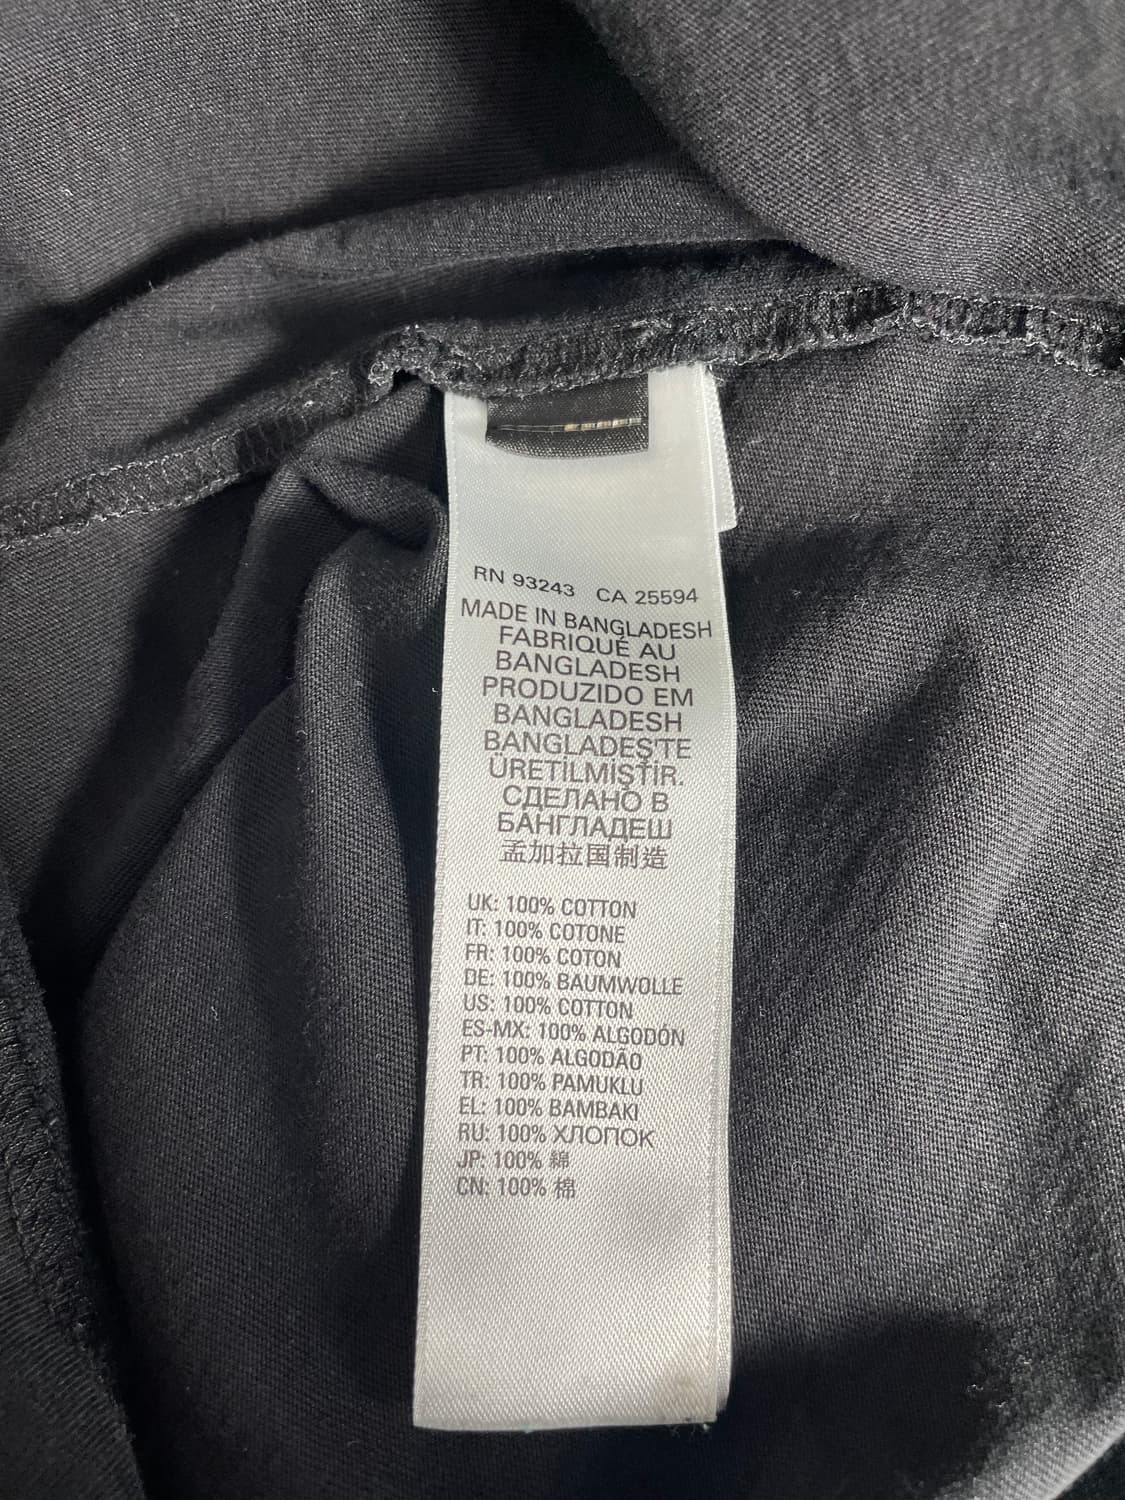 RN 93243 CA 25594
MADE IN BANGLADESH
FABRIQUÉ AU
BANGLADESH
PRODUZIDO EM
BANGLADESH
BANGLADEŞ'TE
ÜRETİLMİŞTİR.
СДЕЛАНО В
БАНГЛАДЕШ
孟加拉国制造
UK: 100% COTTON
IT: 100% COTONE
FR: 100% COTON
DE: 100% BAUMWOLLE
US: 100% COTTON
ES-MX: 100% ALGODÓN
PT: 100% ALGODÃO
TR: 100% PAMUKLU
EL: 100% ΒΑΜΒΑΚΙ
RU: 100% ХЛОПОК
JP: 100% 綿
CN: 100% 棉